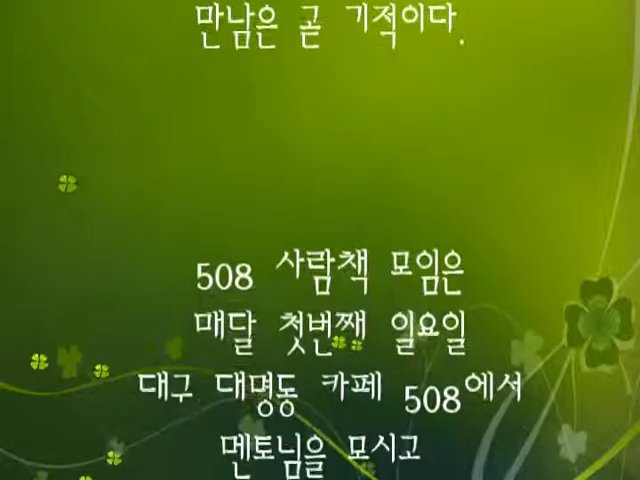 만남은 곧 기적이다.
508 사람책 모임은
매달 첫번째 일요일
대구 대명동 카페 508에서
멘토님을 모시고